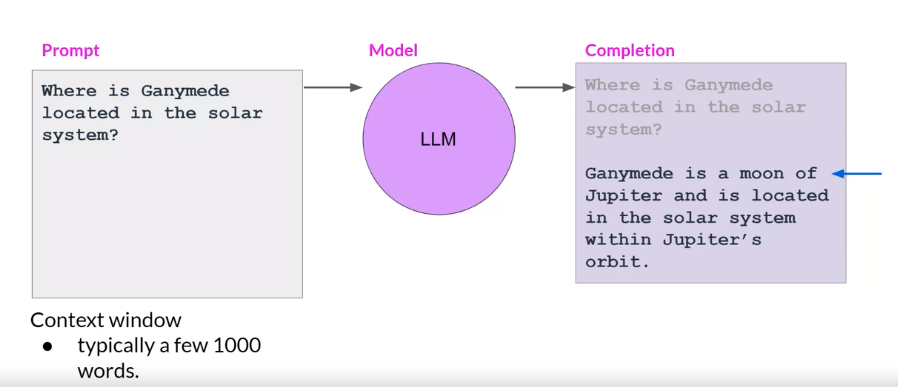 Prompt
Where is Ganymede
located in the solar
system?
Context window
• typically a few 1000
words.
Model
LLM
Completion
Where is Ganymede
located in the solar
system?
Ganymede is a moon of
Jupiter and is located
in the solar system
within Jupiter’s
orbit.